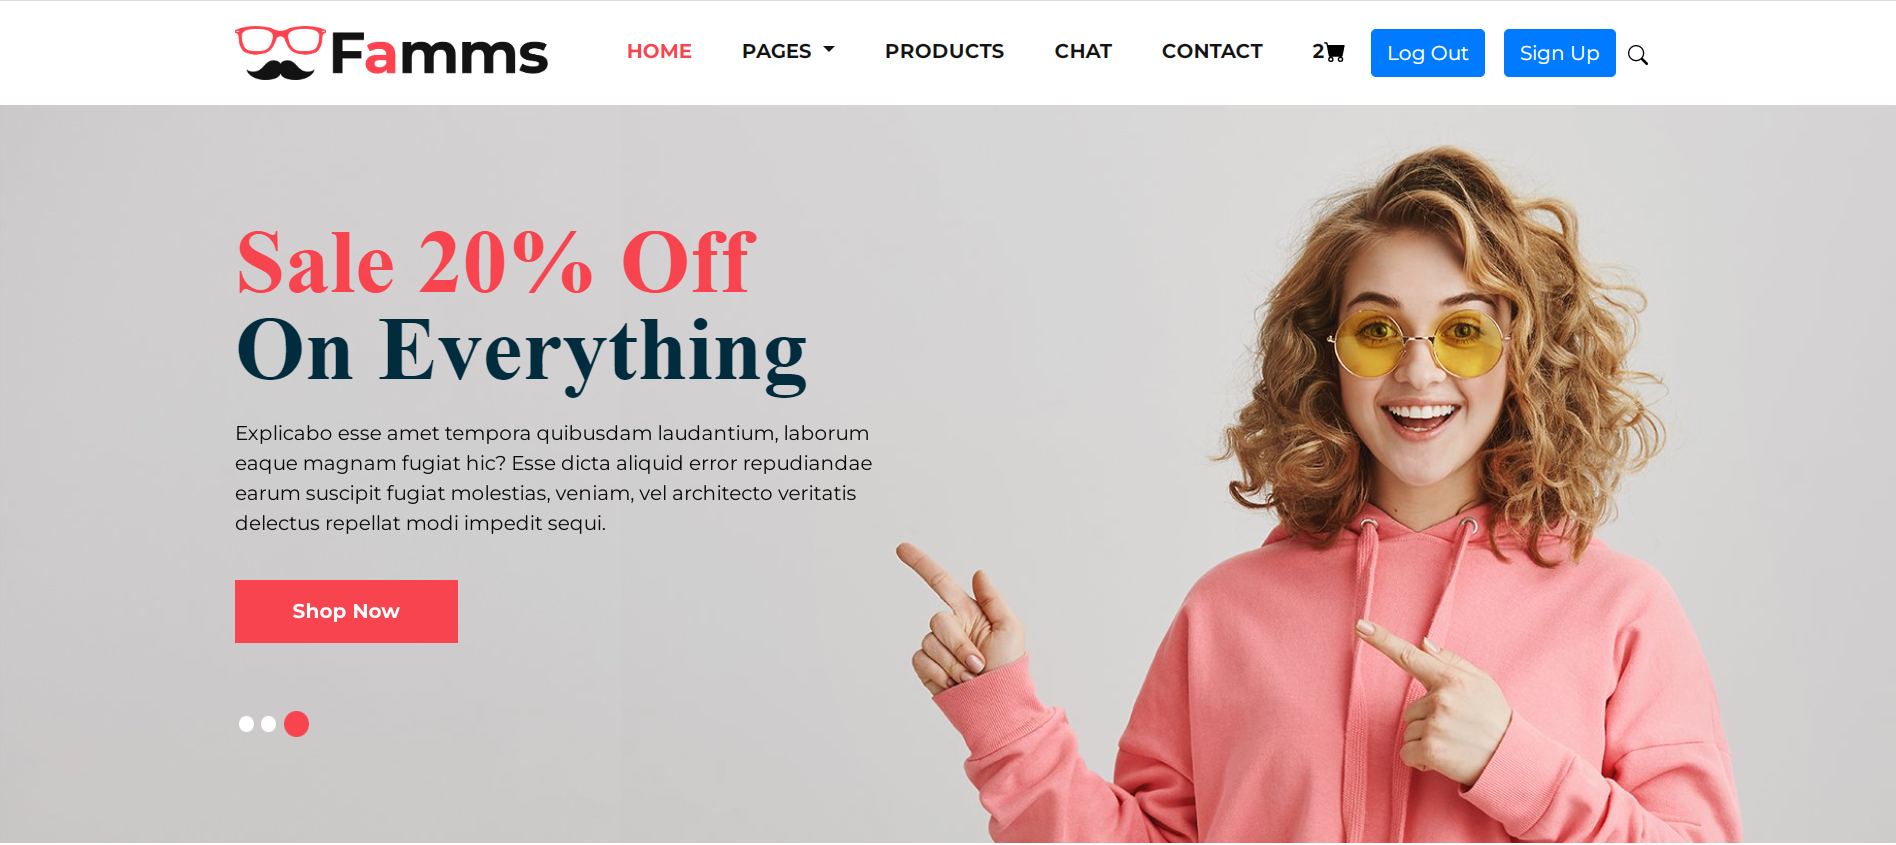 Famms
HOME PAGES PRODUCTS CHAT CONTACT 2 Log Out Sign Up
Sale 20% Off
On Everything
Explicabo esse amet tempora quibusdam laudantium, laborum
eaque magnam fugiat hic? Esse dicta aliquid error repudiandae
earum suscipit fugiat molestias, veniam, vel architecto veritatis
delectus repellat modi impedit sequi.
Shop Now